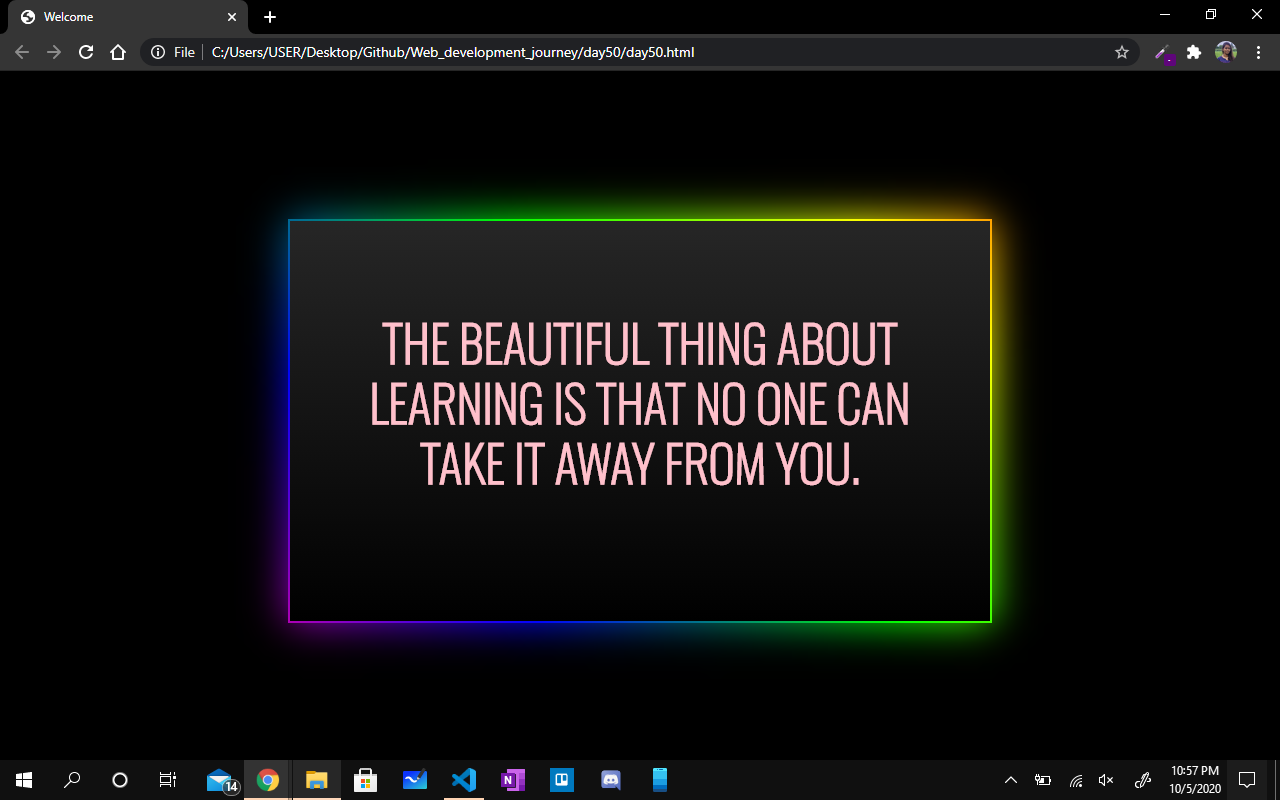 Welcome
File
C:/Users/USER/Desktop/Github/Web_development_journey/day50/day50.html
THE BEAUTIFUL THING ABOUT
LEARNING IS THAT NO ONE CAN
TAKE IT AWAY FROM YOU.
14
N
10:57 PM
10/5/2020